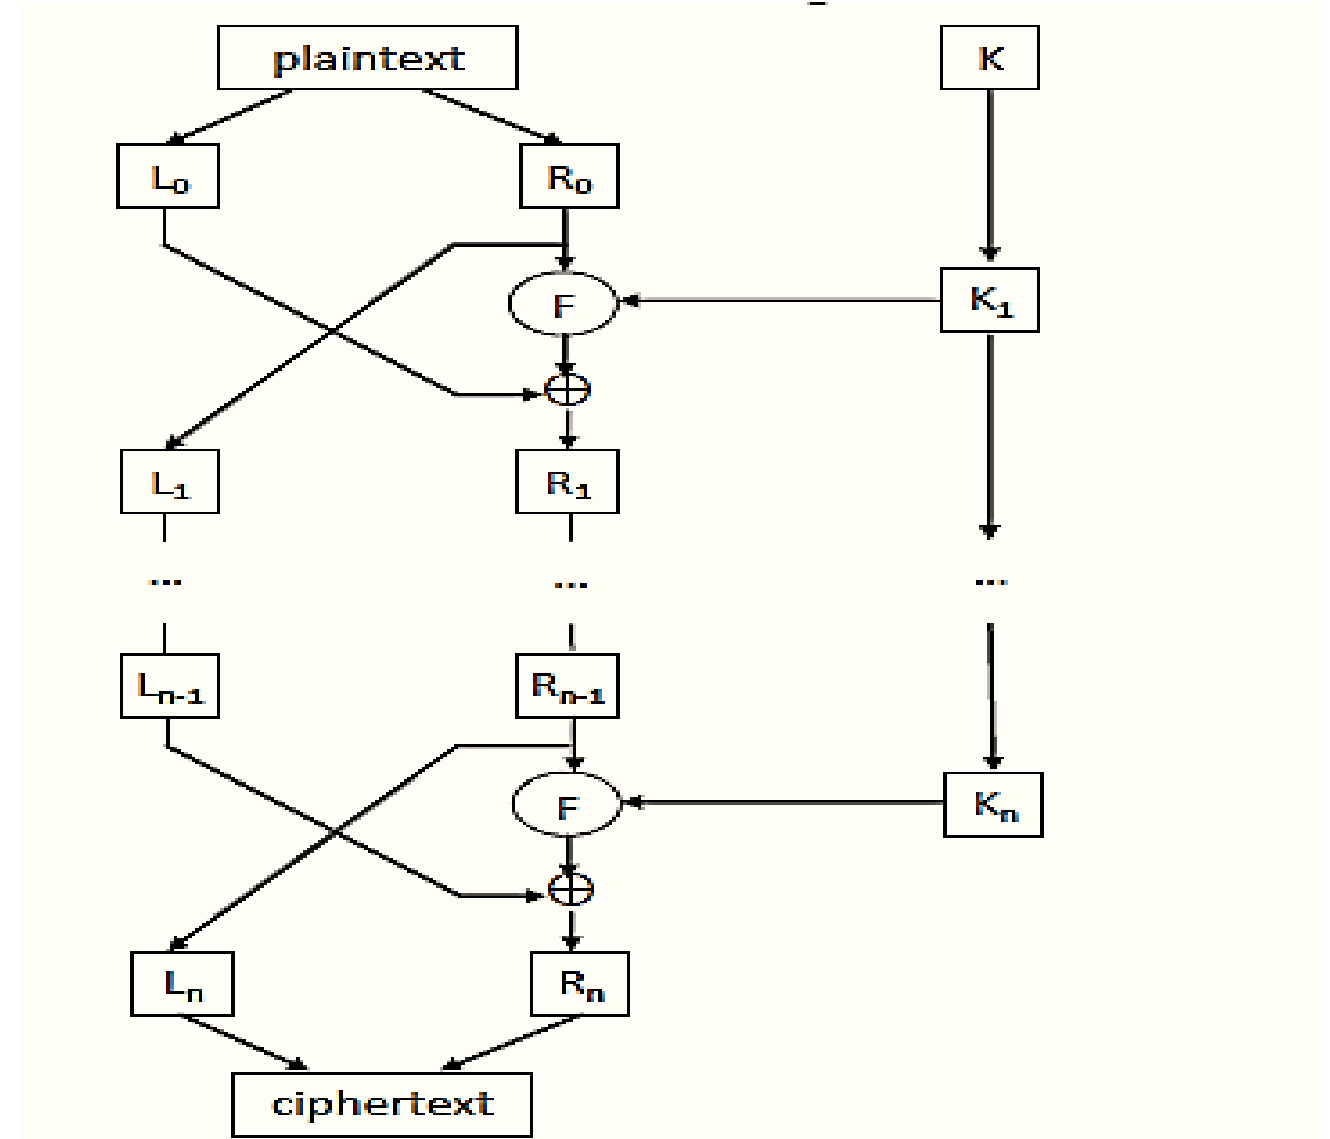 plaintext K
L0 R0
F K1
L1 R1
... ... ...
Ln-1 Rn-1
F Kn
Ln Rn
ciphertext